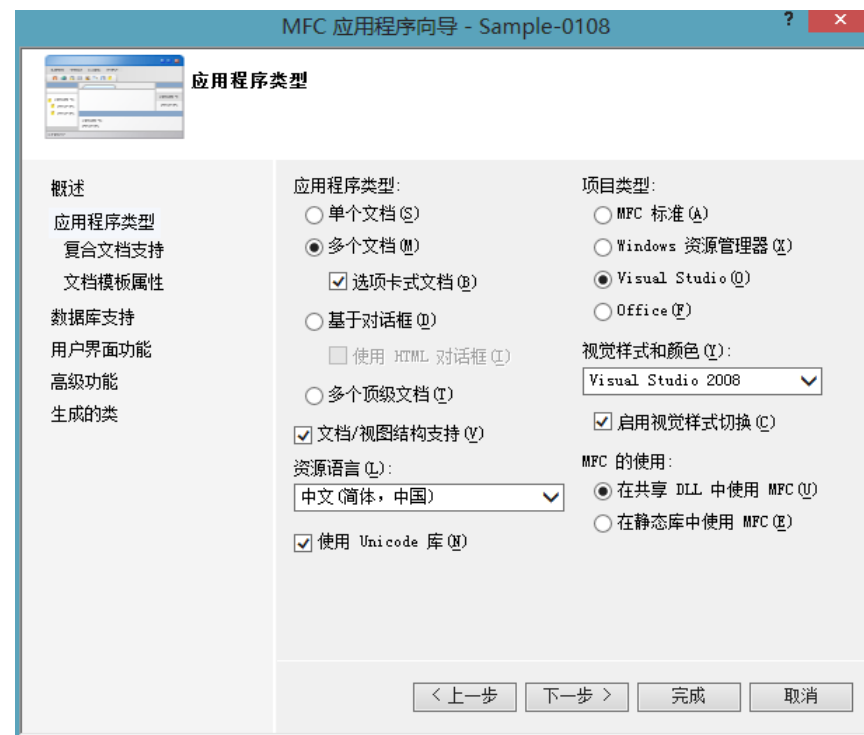 MFC 应用程序向导 - Sample-0108
?
应用程序类型
概述
应用程序类型
复合文档支持
文档模板属性
数据库支持
用户界面功能
高级功能
生成的类
应用程序类型:
单个文档(S)
多个文档(M)
选项卡式文档(B)
基于对话框(D)
使用 HTML 对话框(I)
多个顶级文档(T)
文档/视图结构支持(V)
资源语言(L):
中文(简体，中国)
使用 Unicode 库(N)
项目类型:
MFC 标准(A)
Windows 资源管理器(X)
Visual Studio(O)
Office(F)
视觉样式和颜色(Y):
Visual Studio 2008
启用视觉样式切换(C)
MFC 的使用:
在共享 DLL 中使用 MFC(U)
在静态库中使用 MFC(E)
< 上一步
下一步 >
完成
取消